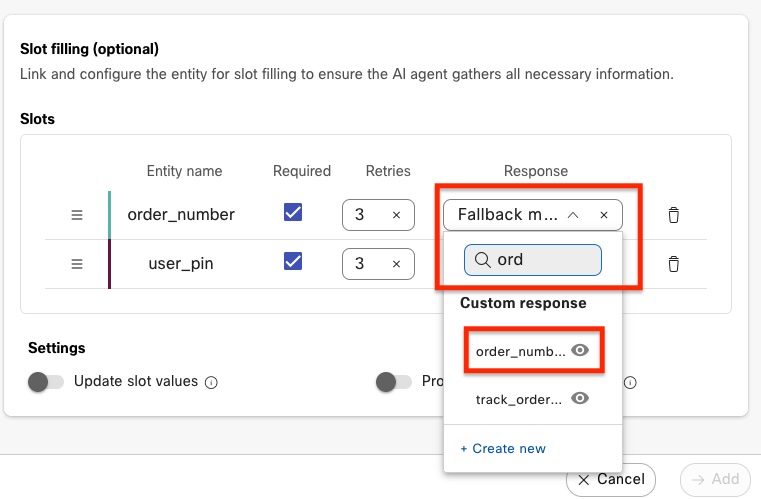 Slot filling (optional)
Link and configure the entity for slot filling to ensure the AI agent gathers all necessary information.
Slots
Entity name Required Retries Response
order_number 3 × Fallback m... ×
user_pin 3 ×
ord
Custom response
order_numb...
track_order...
+ Create new
Settings
Update slot values
Pro
× Cancel
→ Add